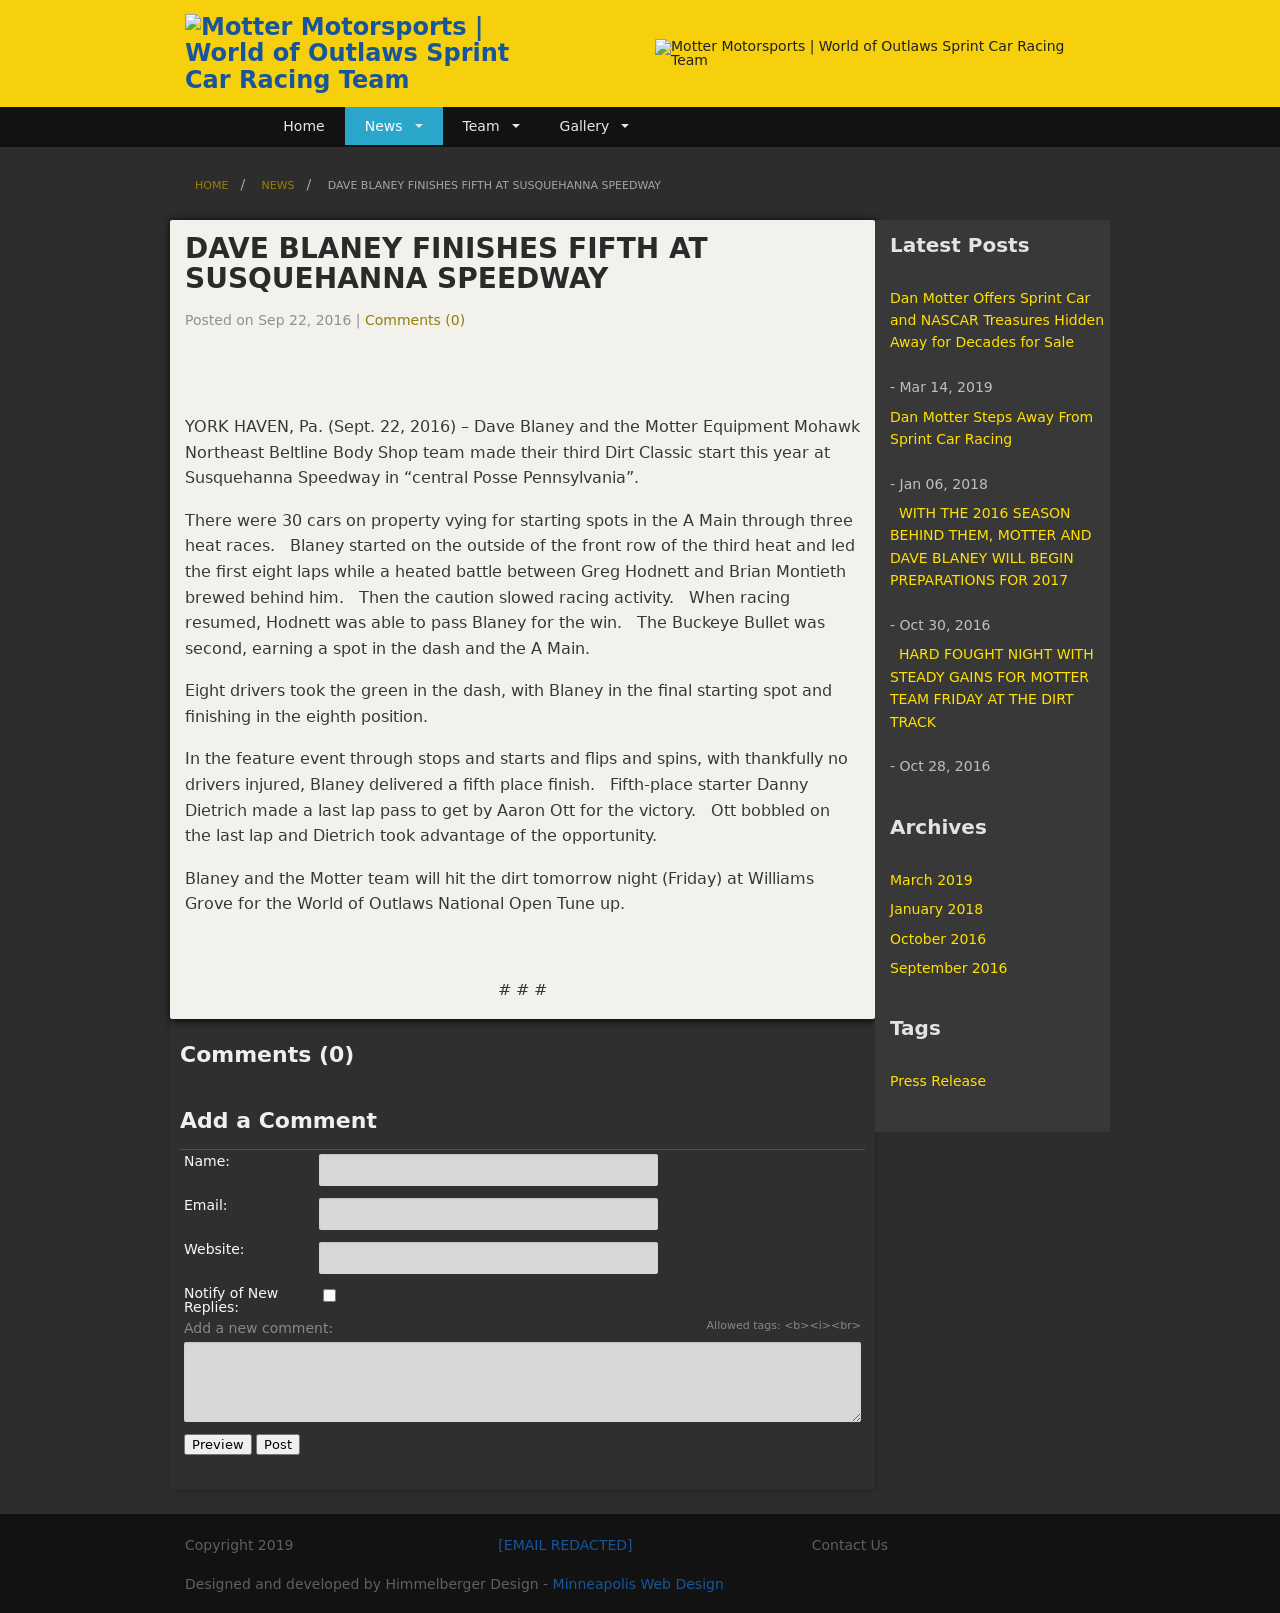 Motter Motorsports |
World of Outlaws Sprint
Car Racing Team
Motter Motorsports | World of Outlaws Sprint Car Racing
Team
Home News Team Gallery
HOME / NEWS / DAVE BLANEY FINISHES FIFTH AT SUSQUEHANNA SPEEDWAY
DAVE BLANEY FINISHES FIFTH AT
SUSQUEHANNA SPEEDWAY
Posted on Sep 22, 2016 | Comments (0)
YORK HAVEN, Pa. (Sept. 22, 2016) – Dave Blaney and the Motter Equipment Mohawk
Northeast Beltline Body Shop team made their third Dirt Classic start this year at
Susquehanna Speedway in “central Posse Pennsylvania”.
There were 30 cars on property vying for starting spots in the A Main through three
heat races.   Blaney started on the outside of the front row of the third heat and led
the first eight laps while a heated battle between Greg Hodnett and Brian Montieth
brewed behind him.   Then the caution slowed racing activity.   When racing
resumed, Hodnett was able to pass Blaney for the win.   The Buckeye Bullet was
second, earning a spot in the dash and the A Main.
Eight drivers took the green in the dash, with Blaney in the final starting spot and
finishing in the eighth position.
In the feature event through stops and starts and flips and spins, with thankfully no
drivers injured, Blaney delivered a fifth place finish.   Fifth-place starter Danny
Dietrich made a last lap pass to get by Aaron Ott for the victory.   Ott bobbled on
the last lap and Dietrich took advantage of the opportunity.
Blaney and the Motter team will hit the dirt tomorrow night (Friday) at Williams
Grove for the World of Outlaws National Open Tune up.
# # #
Latest Posts
Dan Motter Offers Sprint Car
and NASCAR Treasures Hidden
Away for Decades for Sale
- Mar 14, 2019
Dan Motter Steps Away From
Sprint Car Racing
- Jan 06, 2018
WITH THE 2016 SEASON
BEHIND THEM, MOTTER AND
DAVE BLANEY WILL BEGIN
PREPARATIONS FOR 2017
- Oct 30, 2016
HARD FOUGHT NIGHT WITH
STEADY GAINS FOR MOTTER
TEAM FRIDAY AT THE DIRT
TRACK
- Oct 28, 2016
Archives
March 2019
January 2018
October 2016
September 2016
Tags
Press Release
Comments (0)
Add a Comment
Name:
Email:
Website:
Notify of New
Replies:
Add a new comment: Allowed tags: <b><i><br>
Preview Post
Copyright 2019 [EMAIL REDACTED] Contact Us
Designed and developed by Himmelberger Design - Minneapolis Web Design